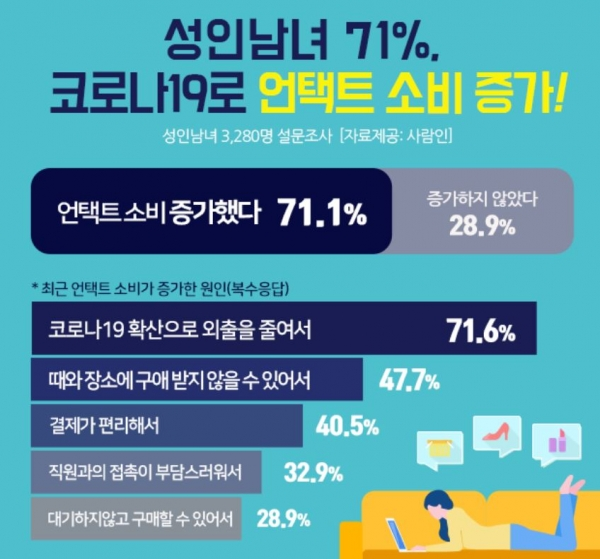 성인남녀 71%,
코로나19로 언택트 소비 증가!
성인남녀 3,280명 설문조사 [자료제공: 사람인]
언택트 소비 증가했다 71.1%
증가하지 않았다
28.9%
* 최근 언택트 소비가 증가한 원인(복수응답)
코로나19 확산으로 외출을 줄여서 71.6%
때와 장소에 구애 받지 않을 수 있어서 47.7%
결제가 편리해서 40.5%
직원과의 접촉이 부담스러워서 32.9%
대기하지않고 구매할 수 있어서 28.9%